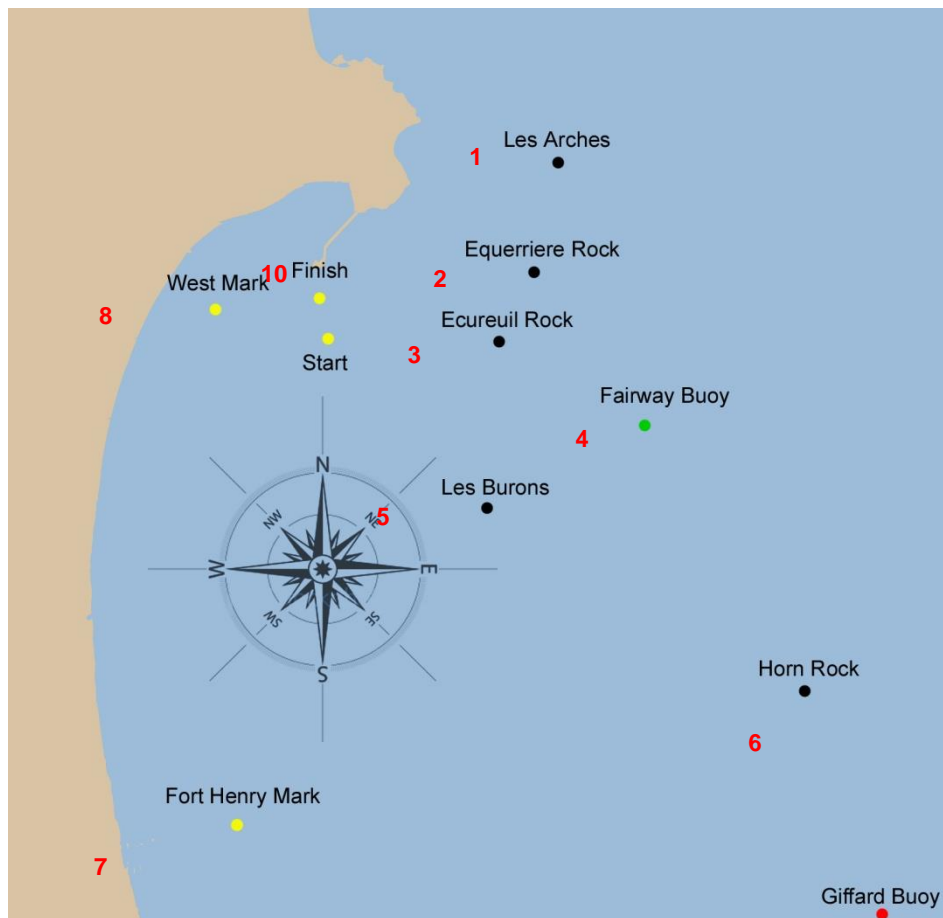 Les Arches
1
Equerriere Rock
2
Finish
10
West Mark
8
Ecureuil Rock
3
Start
Fairway Buoy
4
N
Les Burons
5
NW
NE
W
E
SW
SE
S
Horn Rock
6
Fort Henry Mark
7
Giffard Buoy